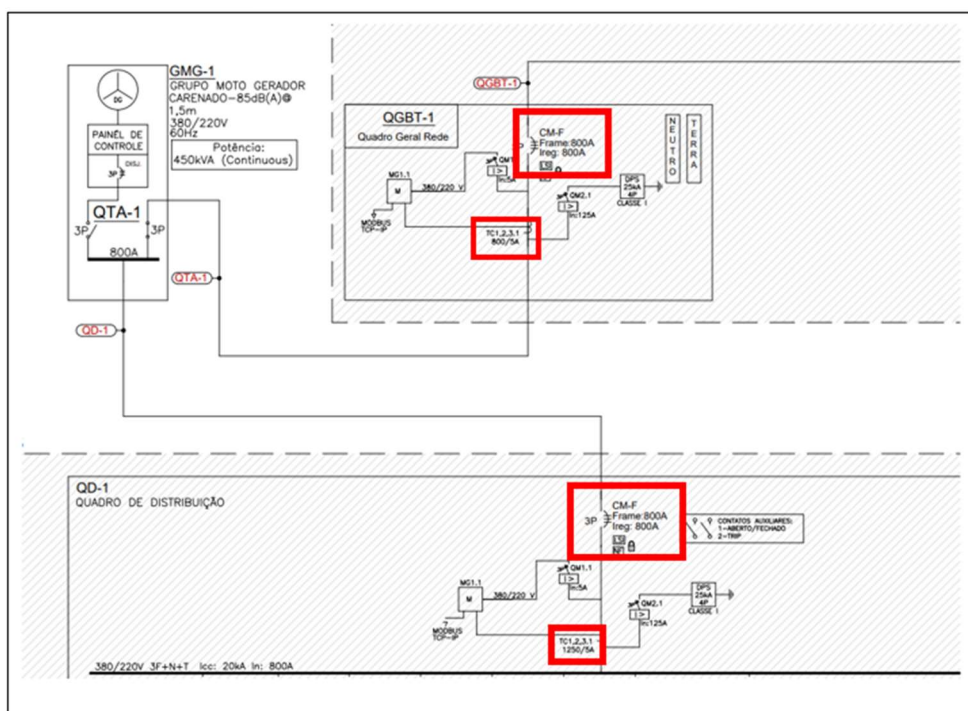 GMG-1
GRUPO MOTO GERADOR
CARENADO-85dB(A)@
1,5m
380/220V
60Hz
Potência:
450kVA (Continuous)
DG
PAINÉL DE
CONTROLE
DISJ.
3P
QTA-1
3P
3P
800A
QTA-1
QD-1
QGBT-1
QGBT-1
Quadro Geral Rede
CM-F
Frame:800A
Ireg: 800A
LSI
NEUTRO
TERRA
MG1.1
M
380/220 V
QM1
I>
In:5A
QM2.1
I>
In:125A
DPS
25kA
4P
CLASSE I
MODBUS
TCP-IP
TC1,2,3.1
800/5A
QD-1
QUADRO DE DISTRIBUIÇÃO
3P
CM-F
Frame:800A
Ireg: 800A
LSI
CONTATOS AUXILIARES:
1-ABERTO/FECHADO
2-TRIP
MG1.1
M
380/220 V
QM1.1
I>
In:5A
QM2.1
I>
In:125A
DPS
25kA
4P
CLASSE I
7
MODBUS
TCP-IP
TC1,2,3.1
1250/5A
380/220V 3F+N+T Icc: 20kA In: 800A